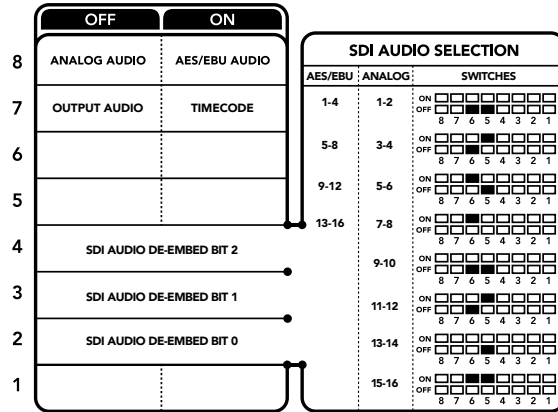 OFF ON
8 ANALOG AUDIO AES/EBU AUDIO
7 OUTPUT AUDIO TIMECODE
6
5
4 SDI AUDIO DE-EMBED BIT 2
3 SDI AUDIO DE-EMBED BIT 1
2 SDI AUDIO DE-EMBED BIT 0
1
SDI AUDIO SELECTION
AES/EBU ANALOG SWITCHES
1-4 1-2 ON
OFF
8 7 6 5 4 3 2 1
5-8 3-4 ON
OFF
8 7 6 5 4 3 2 1
9-12 5-6 ON
OFF
8 7 6 5 4 3 2 1
13-16 7-8 ON
OFF
8 7 6 5 4 3 2 1
9-10 ON
OFF
8 7 6 5 4 3 2 1
11-12 ON
OFF
8 7 6 5 4 3 2 1
13-14 ON
OFF
8 7 6 5 4 3 2 1
15-16 ON
OFF
8 7 6 5 4 3 2 1